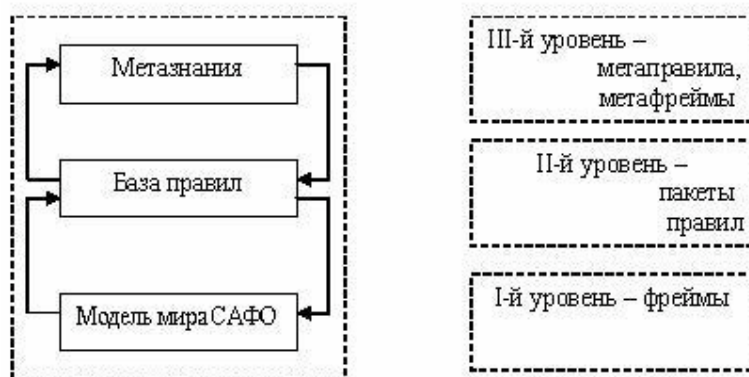 Метазнания
База правил
Модель мира САФО
III-й уровень –
метаправила,
метафреймы
II-й уровень –
пакеты
правил
I-й уровень – фреймы